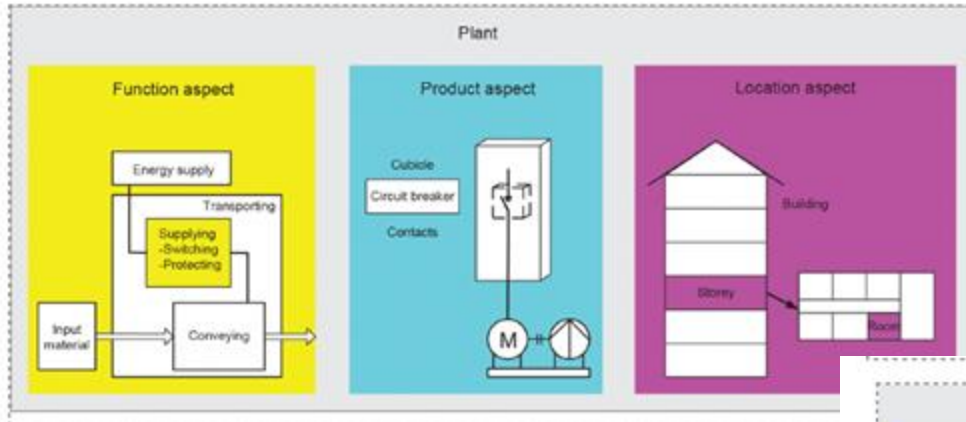 Plant
Function aspect
Energy supply
Transporting
Supplying
-Switching
-Protecting
Input
material
Conveying
Product aspect
Cubicle
Circuit breaker
Contacts
M
Location aspect
Building
Storey
Room